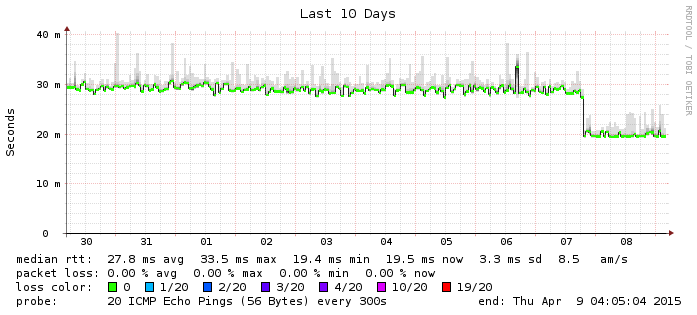 Last 10 Days
RRDTOOL / TOBI OETIKER
Seconds
40 m
30 m
20 m
10 m
0
30 31 01 02 03 04 05 06 07 08
median rtt: 27.8 ms avg 33.5 ms max 19.4 ms min 19.5 ms now 3.3 ms sd 8.5 am/s
packet loss: 0.00 % avg 0.00 % max 0.00 % min 0.00 % now
loss color: 0 1/20 2/20 3/20 4/20 10/20 19/20
probe: 20 ICMP Echo Pings (56 Bytes) every 300s end: Thu Apr 9 04:05:04 2015